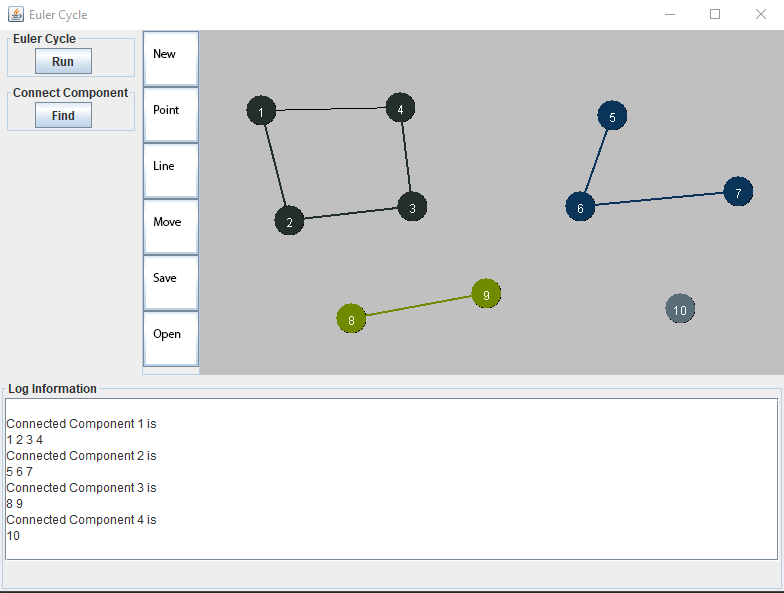 Euler Cycle
Euler Cycle
Run
Connect Component
Find
New
Point
Line
Move
Save
Open
1
4
5
7
3
6
2
9
10
8
Log Information
Connected Component 1 is
1 2 3 4
Connected Component 2 is
5 6 7
Connected Component 3 is
8 9
Connected Component 4 is
10